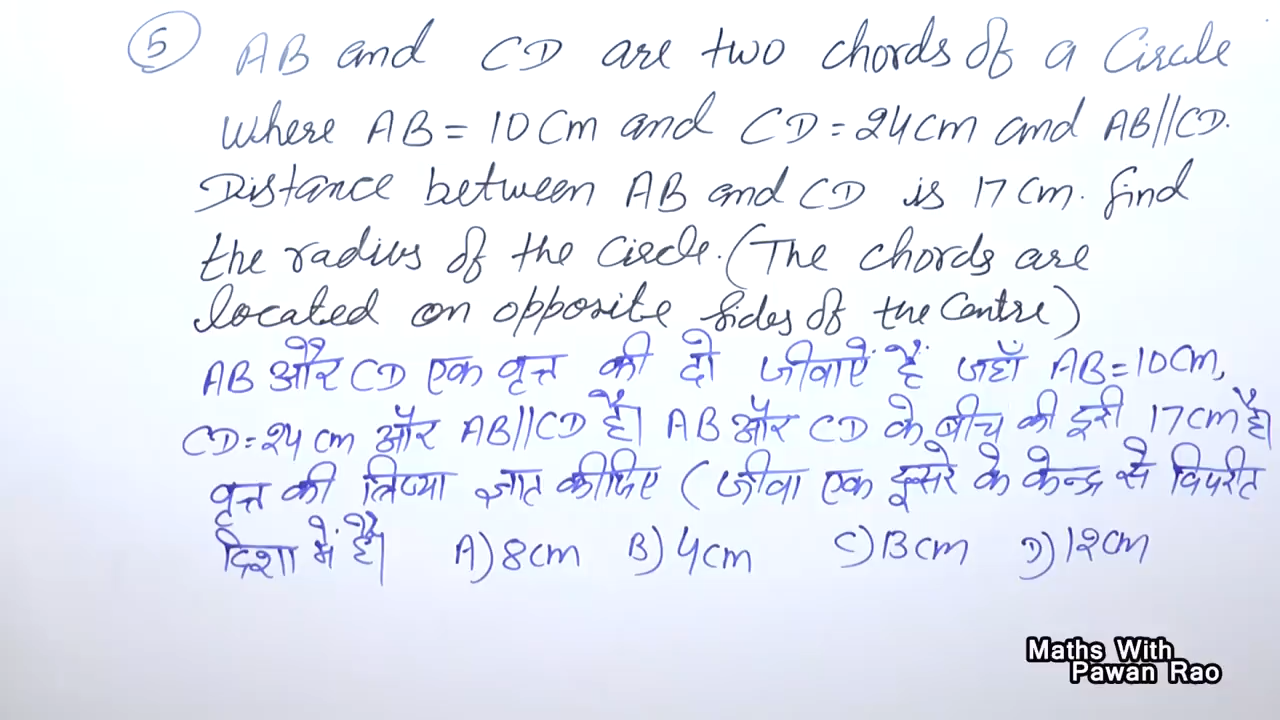 5 AB and CD are two chords of a Circle
where AB = 10 Cm and CD = 24 cm and AB//CD.
Distance between AB and CD is 17 cm. find
the radius of the Circle. (The chords are
located on opposite sides of the Centre)
AB और CD एक वृत्त की दो जीवाऐं हैं जहाँ AB = 10 cm,
CD = 24 cm और AB//CD है। AB और CD के बीच की दूरी 17 cm है।
वृत्त की त्रिज्या ज्ञात कीजिए (जीवा एक दूसरे के केन्द्र से विपरीत
दिशा में है। A) 8 cm B) 4 cm C) 13 cm D) 12 cm
Maths With
Pawan Rao